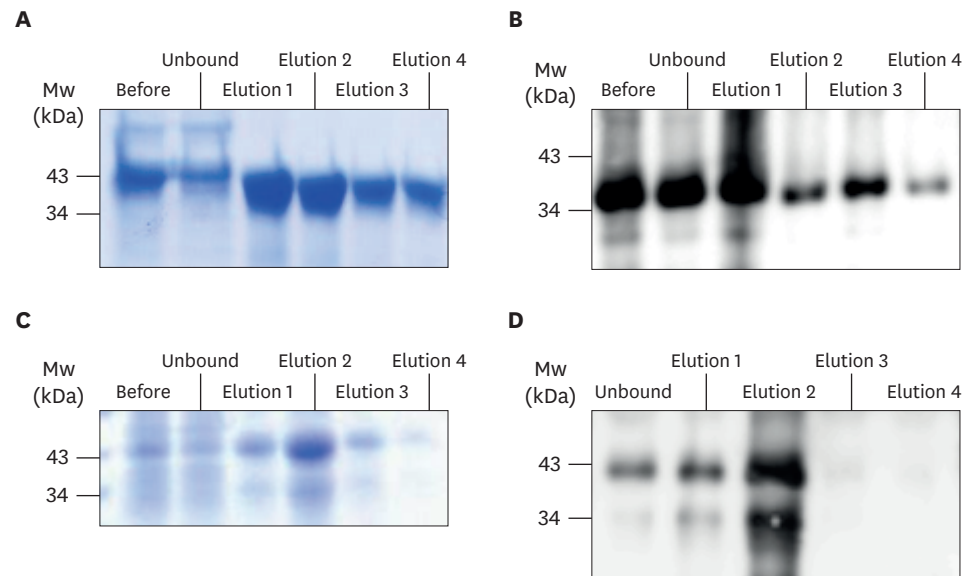 A
Unbound Elution 2 Elution 4
Mw
(kDa)
Before Elution 1 Elution 3
43
34
B
Unbound Elution 2 Elution 4
Mw
(kDa)
Before Elution 1 Elution 3
43
34
C
Unbound Elution 2 Elution 4
Mw
(kDa)
Before Elution 1 Elution 3
43
34
D
Elution 1 Elution 3
Mw
(kDa)
Unbound Elution 2 Elution 4
43
34